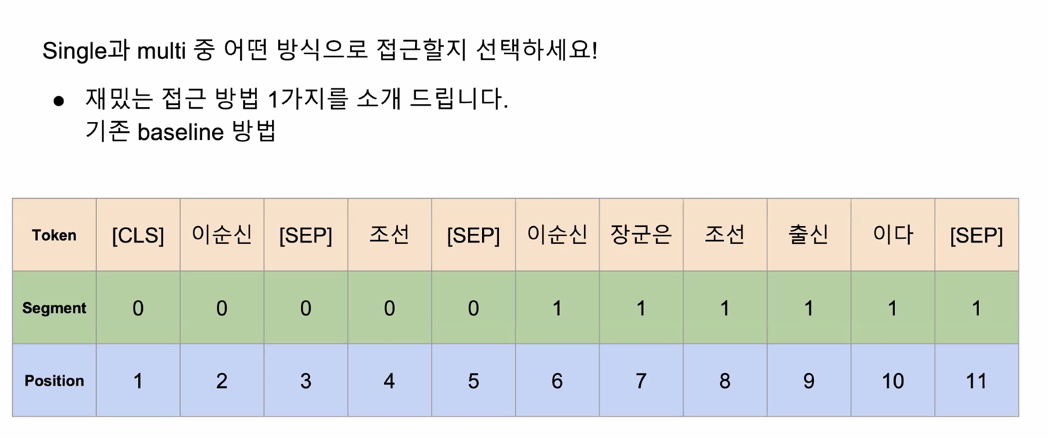 Single과 multi 중 어떤 방식으로 접근할지 선택하세요!
● 재밌는 접근 방법 1가지를 소개 드립니다.
기존 baseline 방법
Token [CLS] 이순신 [SEP] 조선 [SEP] 이순신 장군은 조선 출신 이다 [SEP]
Segment 0 0 0 0 0 1 1 1 1 1 1
Position 1 2 3 4 5 6 7 8 9 10 11